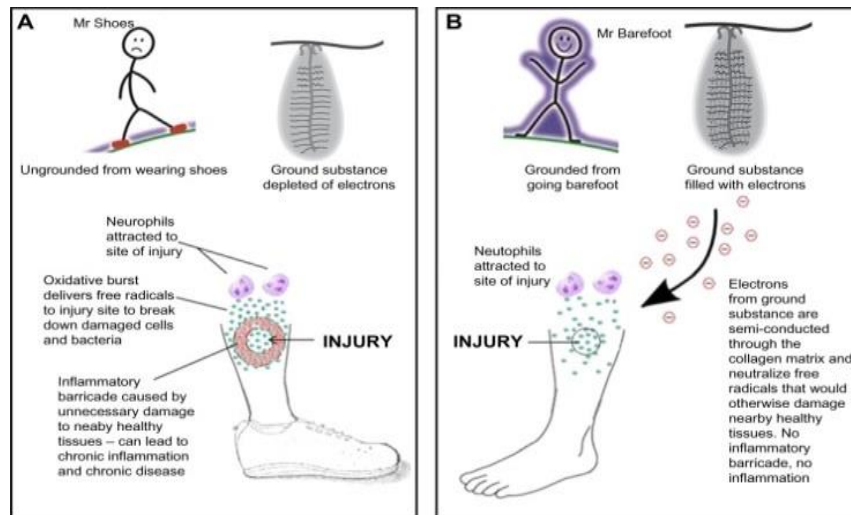 A
Mr Shoes
Ungrounded from wearing shoes
Ground substance
depleted of electrons
Neurophils
attracted to
site of injury
Oxidative burst
delivers free radicals
to injury site to break
down damaged cells
and bacteria
INJURY
Inflammatory
barricade caused by
unnecessary damage
to neaby healthy
tissues – can lead to
chronic inflammation
and chronic disease
B
Mr Barefoot
Grounded from
going barefoot
Ground substance
filled with electrons
Neutophils
attracted to
site of injury
INJURY
Electrons
from ground
substance are
semi-conducted
through the
collagen matrix and
neutralize free
radicals that would
otherwise damage
nearby healthy
tissues. No
inflammatory
barricade, no
inflammation